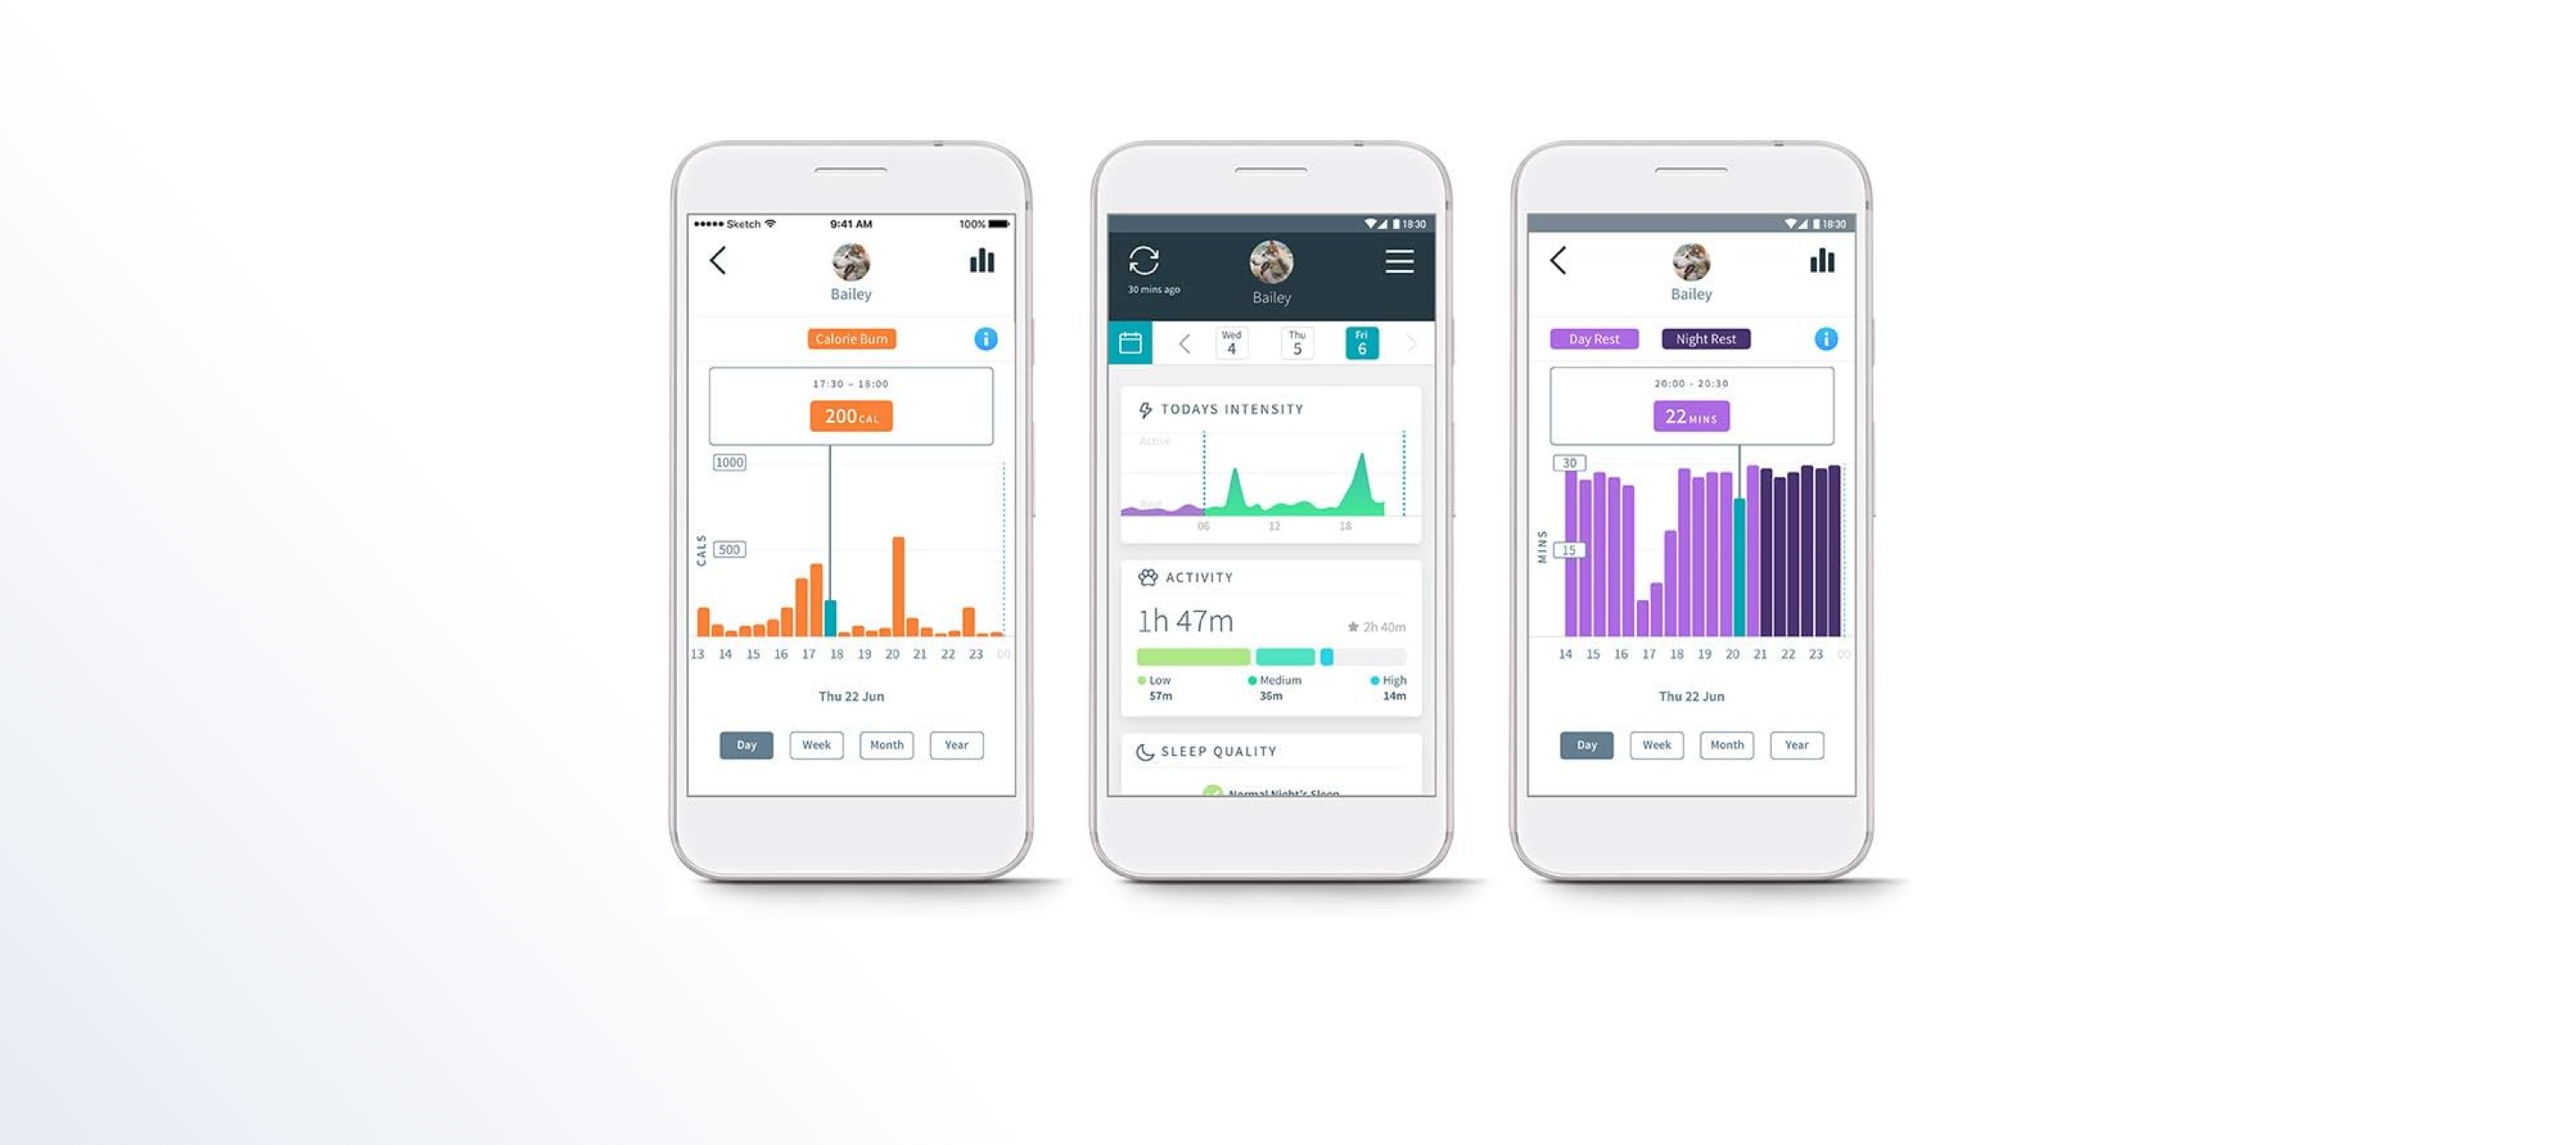 Sketch
9:41 AM
100%
Bailey
Calorie Burn
17:30 - 18:00
200 CAL
1000
CALS
500
13 14 15 16 17 18 19 20 21 22 23 00
Thu 22 Jun
Day Week Month Year
18:30
30 mins ago
Bailey
Wed Thu Fri
4 5 6
TODAYS INTENSITY
Active
Rest
06 12 18
ACTIVITY
1h 47m
2h 40m
Low Medium High
57m 36m 14m
SLEEP QUALITY
Normal Night's Sleep
18:30
Bailey
Day Rest Night Rest
20:00 - 20:30
22 MINS
30
MINS
15
14 15 16 17 18 19 20 21 22 23 00
Thu 22 Jun
Day Week Month Year